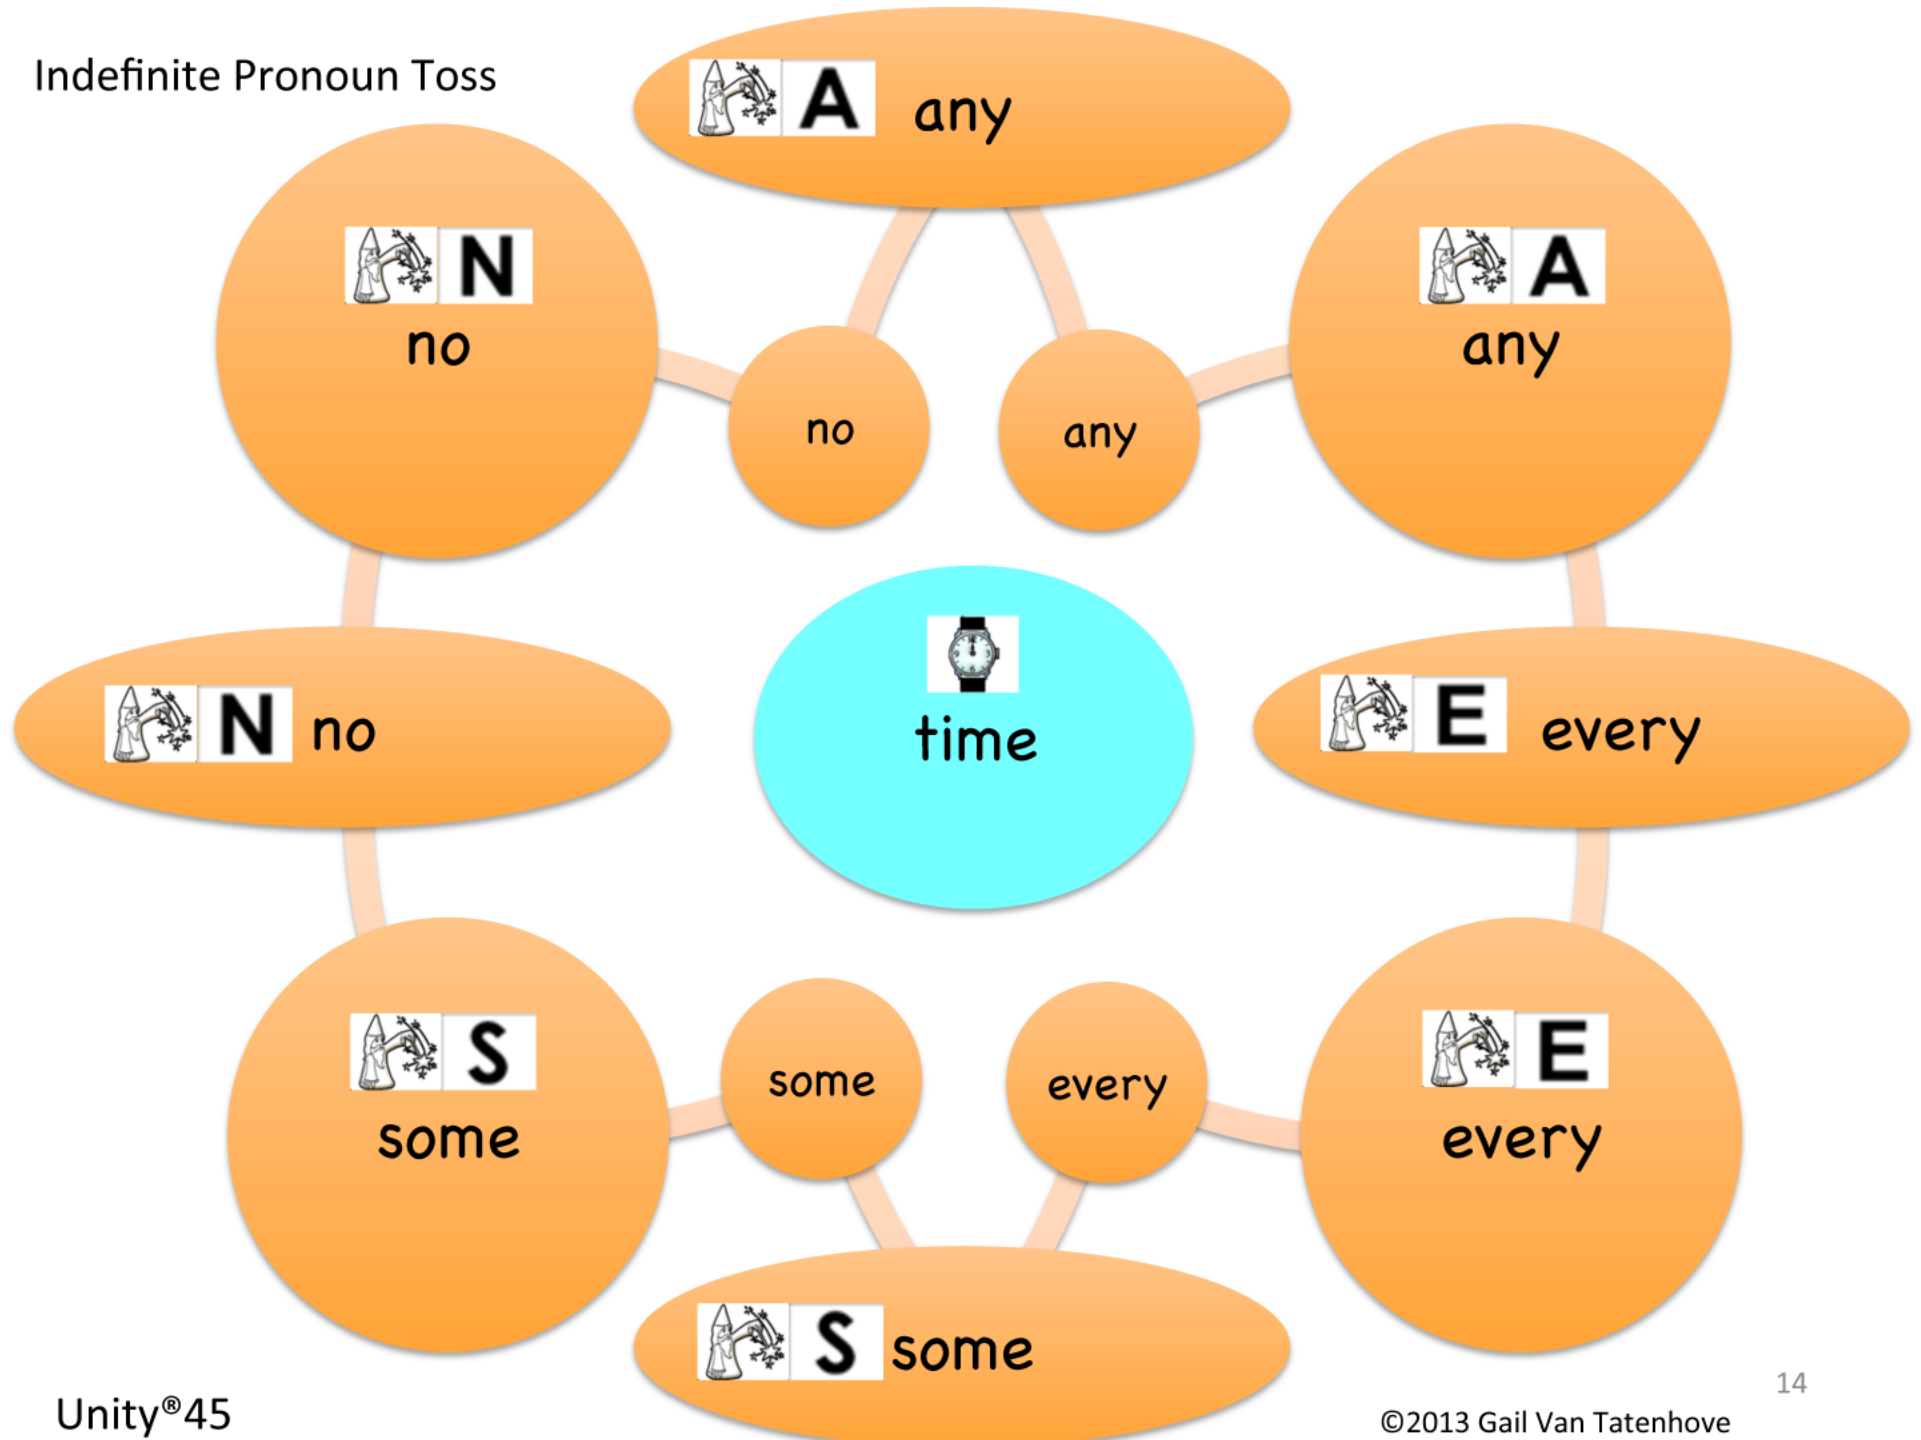 Indefinite Pronoun Toss
A any
N
no
A
any
no
any
time
N no
E every
S
some
some
every
E
every
S some
14
Unity®45
©2013 Gail Van Tatenhove